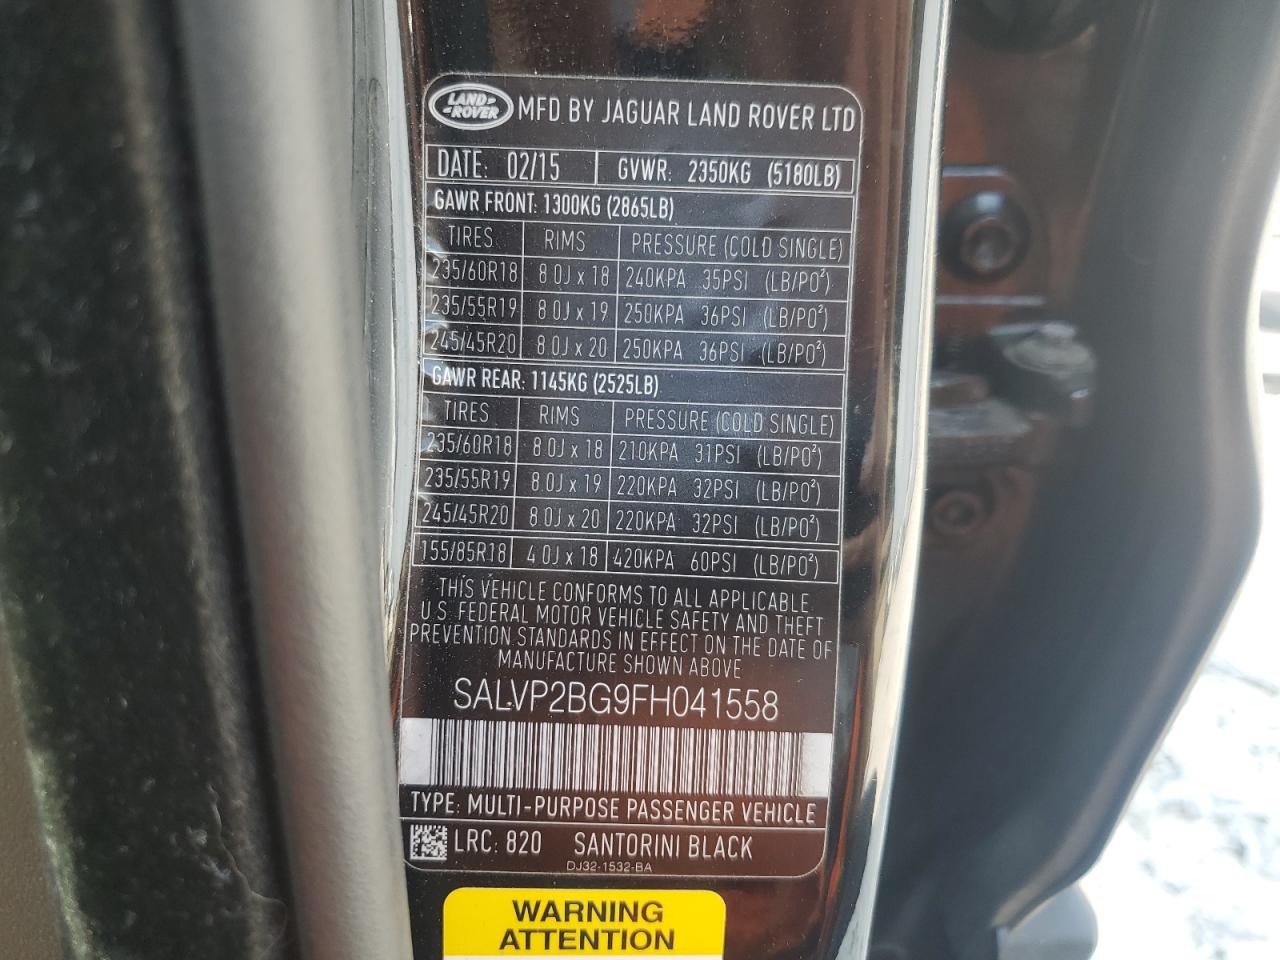 LAND ROVER MFD BY JAGUAR LAND ROVER LTD
DATE: 02/15 GVWR: 2350KG (5180LB)
GAWR FRONT: 1300KG (2865LB)
TIRES RIMS PRESSURE (COLD SINGLE)
235/60R18 8.0J x 18 240KPA 35PSI (LB/PO²)
235/55R19 8.0J x 19 250KPA 36PSI (LB/PO²)
245/45R20 8.0J x 20 250KPA 36PSI (LB/PO²)
GAWR REAR: 1145KG (2525LB)
TIRES RIMS PRESSURE (COLD SINGLE)
235/60R18 8.0J x 18 210KPA 31PSI (LB/PO²)
235/55R19 8.0J x 19 220KPA 32PSI (LB/PO²)
245/45R20 8.0J x 20 220KPA 32PSI (LB/PO²)
155/85R18 4.0J x 18 420KPA 60PSI (LB/PO²)
THIS VEHICLE CONFORMS TO ALL APPLICABLE
U.S. FEDERAL MOTOR VEHICLE SAFETY AND THEFT
PREVENTION STANDARDS IN EFFECT ON THE DATE OF
MANUFACTURE SHOWN ABOVE
SALVP2BG9FH041558
TYPE: MULTI-PURPOSE PASSENGER VEHICLE
LRC: 820 SANTORINI BLACK
DJ32-1532-BA
WARNING
ATTENTION